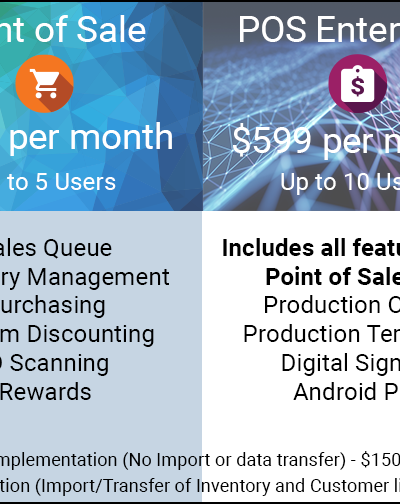 nt of Sale
per month
to 5 Users
ales Queue
ry Management
urchasing
m Discounting
Scanning
Rewards
POS Enter
$
$599 per m
Up to 10 Us
Includes all featu
Point of Sale
Production C
Production Ter
Digital Sign
Android P
mplementation (No Import or data transfer) - $150
tion (Import/Transfer of Inventory and Customer li